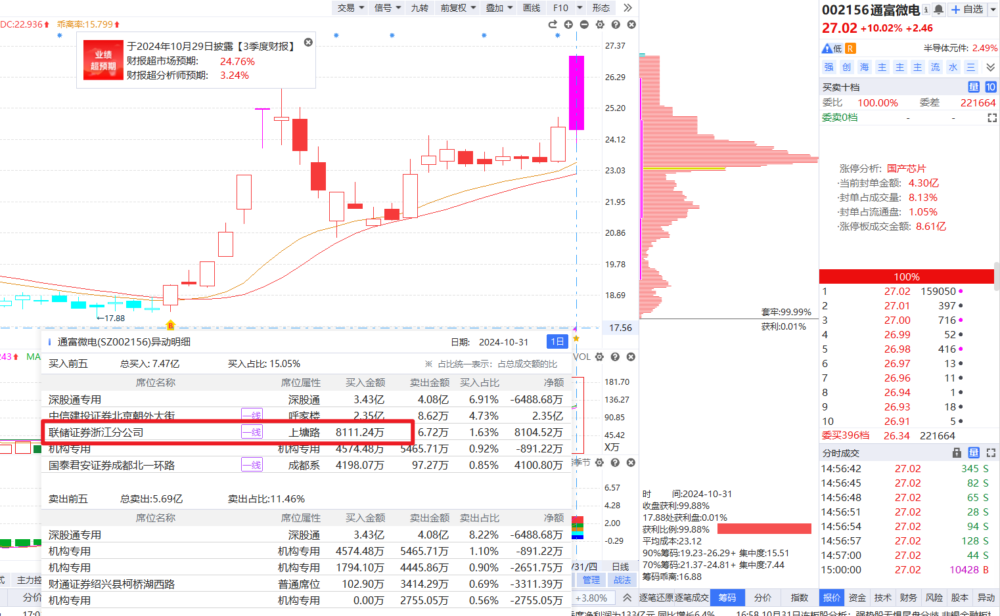 交易 信号 九转 前复权 叠加 画线 F10 形态
DC:22.936 乖离率:15.799
于2024年10月29日披露【3季度财报】
业绩超预期
财报超市场预期: 24.76%
财报超分析师预期: 3.24%
27.37
26.29
25.20
24.12
23.03
21.95
20.86
19.78
18.69
17.56
←17.88
B
243 MA
VOL
181.70
136.27
90.85
45.42
X万
季节
6.57
4.28
2.00
-0.29
通富微电(SZ002156)异动明细 日期: 2024-10-31 1日
买入前五 总买入: 7.47亿 买入占比: 15.05% ※ 占比统一表示：占总成交额的比
席位名称 席位属性 买入金额 卖出金额 买入占比 净额
深股通专用 深股通 3.43亿 4.08亿 6.91% -6488.68万
中信建投证券北京朝外大街 一线 呼家楼 2.35亿 8.62万 4.73% 2.35亿
联储证券浙江分公司 一线 上塘路 8111.24万 6.72万 1.63% 8104.52万
机构专用 机构专用 4574.48万 5465.71万 0.92% -891.22万
国泰君安证券成都北一环路 一线 成都系 4198.07万 97.27万 0.85% 4100.80万
卖出前五 总卖出:5.69亿 卖出占比:11.46%
席位名称 席位属性 买入金额 卖出金额 卖出占比 净额
深股通专用 深股通 3.43亿 4.08亿 8.22% -6488.68万
机构专用 机构专用 4574.48万 5465.71万 1.10% -891.22万
机构专用 机构专用 1794.10万 4445.86万 0.90% -2651.75万
财通证券绍兴县柯桥湖西路 普通席位 102.90万 3414.29万 0.69% -3311.39万
机构专用 机构专用 0.00万 2755.05万 0.56% -2755.05万
/31/四 日线
式 主力控 管理 战法
分价 +3.80%
套牢:99.99%
获利:0.01%
时 间:2024-10-31
收盘获利:99.88%
17.88处获利盘:0.01%
获利比例:99.88%
平均成本:23.12
90%筹码:19.23-26.29+ 集中度:15.51
70%筹码:21.37-24.81+ 集中度:7.44
筹码乖离:16.88
逐笔还原 逐笔成交 筹码 分价 指数
002156 通富微电 自选
27.02 +10.02% +2.46
低 R 半导体元件: 2.49%
强 创 海 主 主 主 流 水 三
买卖十档 量 10
委比 100.00% 委差 221664
委卖0档 - -
涨停分析: 国产芯片
·当前封单金额: 4.30亿
·封单占成交量: 8.13%
·封单占流通盘: 1.05%
·涨停板成交金额: 8.61亿
100%
1 27.02 159050
2 27.01 397
3 27.00 716
4 26.99 52
5 26.98 416
6 26.97 13
7 26.96 11
8 26.94 1
9 26.93 18
10 26.91 5
委买396档 26.34 221664
分时成交 量
14:56:42 27.02 345 S
14:56:45 27.02 82 S
14:56:48 27.02 65 S
14:56:51 27.02 28 S
14:56:54 27.02 94 S
14:56:57 27.02 128 S
14:57:00 27.02 44 S
15:00:00 27.02 10428 B
报价 资金 技术 财务 风险 股本 异动